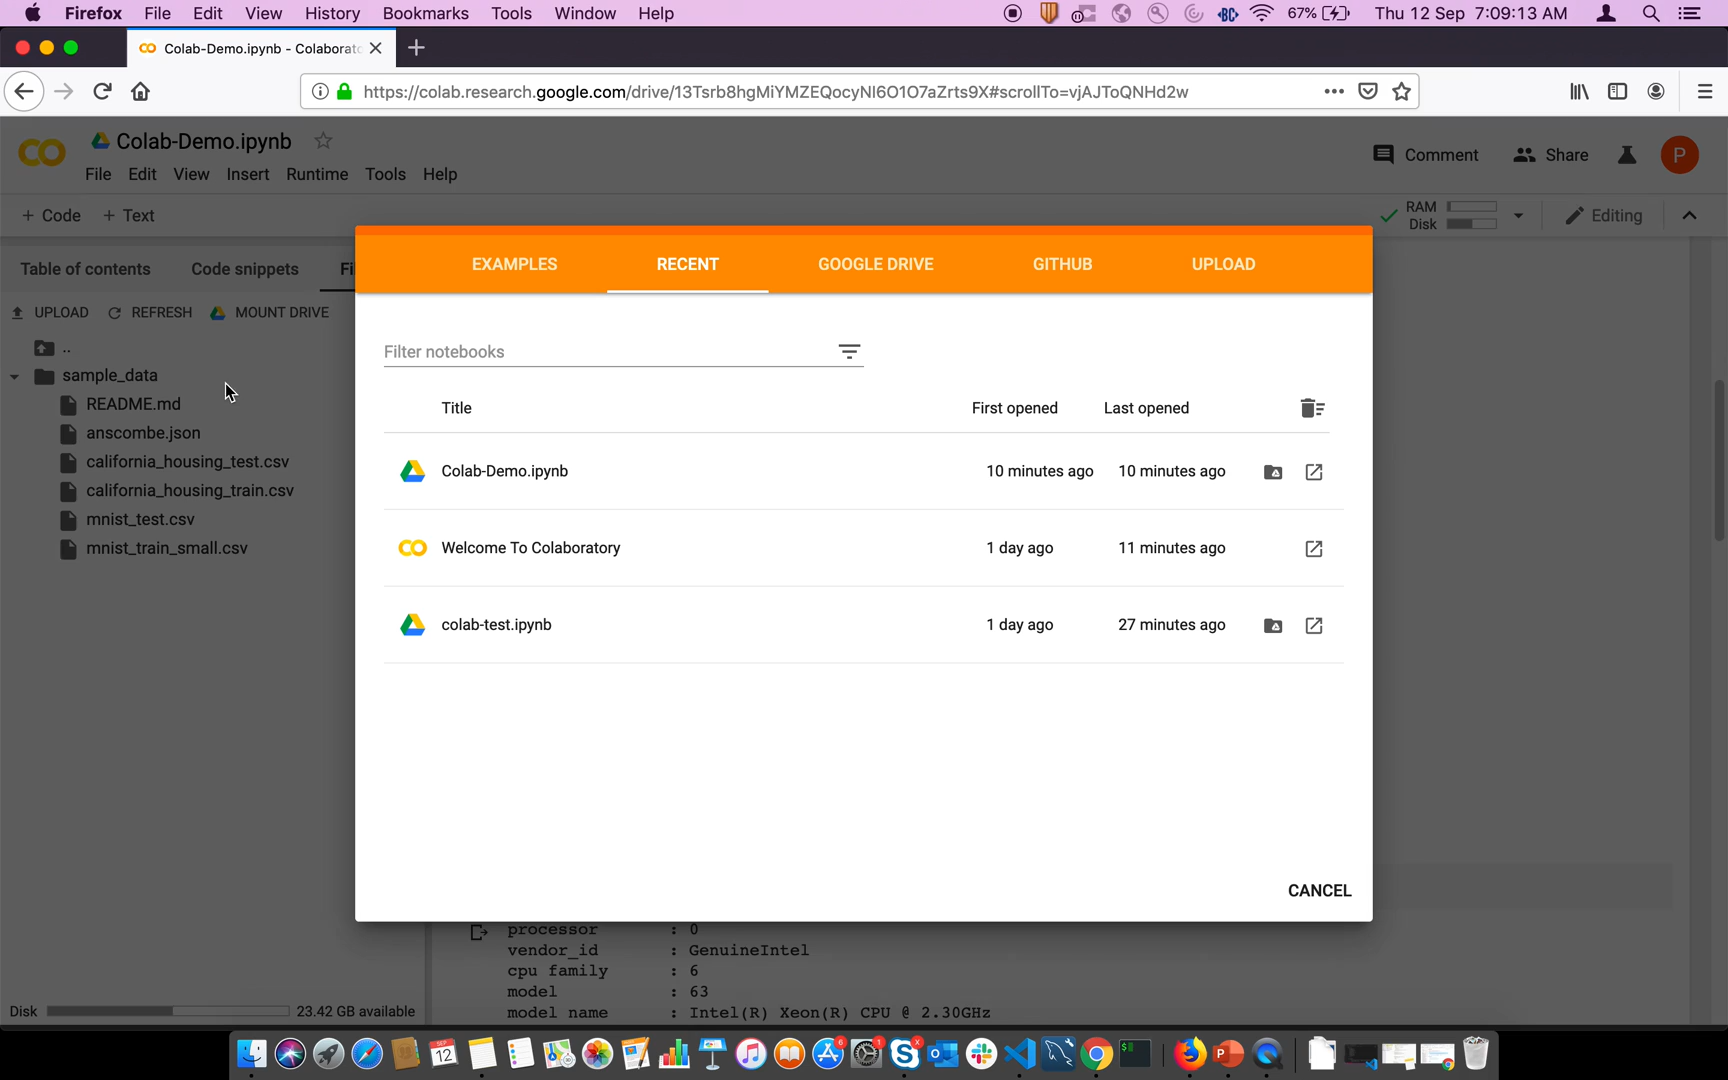 Firefox File Edit View History Bookmarks Tools Window Help 67% Thu 12 Sep 7:09:13 AM
Colab-Demo.ipynb - Colaborato
https://colab.research.google.com/drive/13Tsrb8hgMiYMZEQocyNl6O1O7aZrts9X#scrollTo=vjAJToQNHd2w
Colab-Demo.ipynb
Comment Share P
File Edit View Insert Runtime Tools Help
+ Code + Text
RAM
Disk
Editing
Table of contents Code snippets Fi
UPLOAD REFRESH MOUNT DRIVE
..
sample_data
README.md
anscombe.json
california_housing_test.csv
california_housing_train.csv
mnist_test.csv
mnist_train_small.csv
Disk 23.42 GB available
EXAMPLES RECENT GOOGLE DRIVE GITHUB UPLOAD
Filter notebooks
Title First opened Last opened
Colab-Demo.ipynb 10 minutes ago 10 minutes ago
Welcome To Colaboratory 1 day ago 11 minutes ago
colab-test.ipynb 1 day ago 27 minutes ago
CANCEL
processor : 0
vendor_id : GenuineIntel
cpu family : 6
model : 63
model name : Intel(R) Xeon(R) CPU @ 2.30GHz